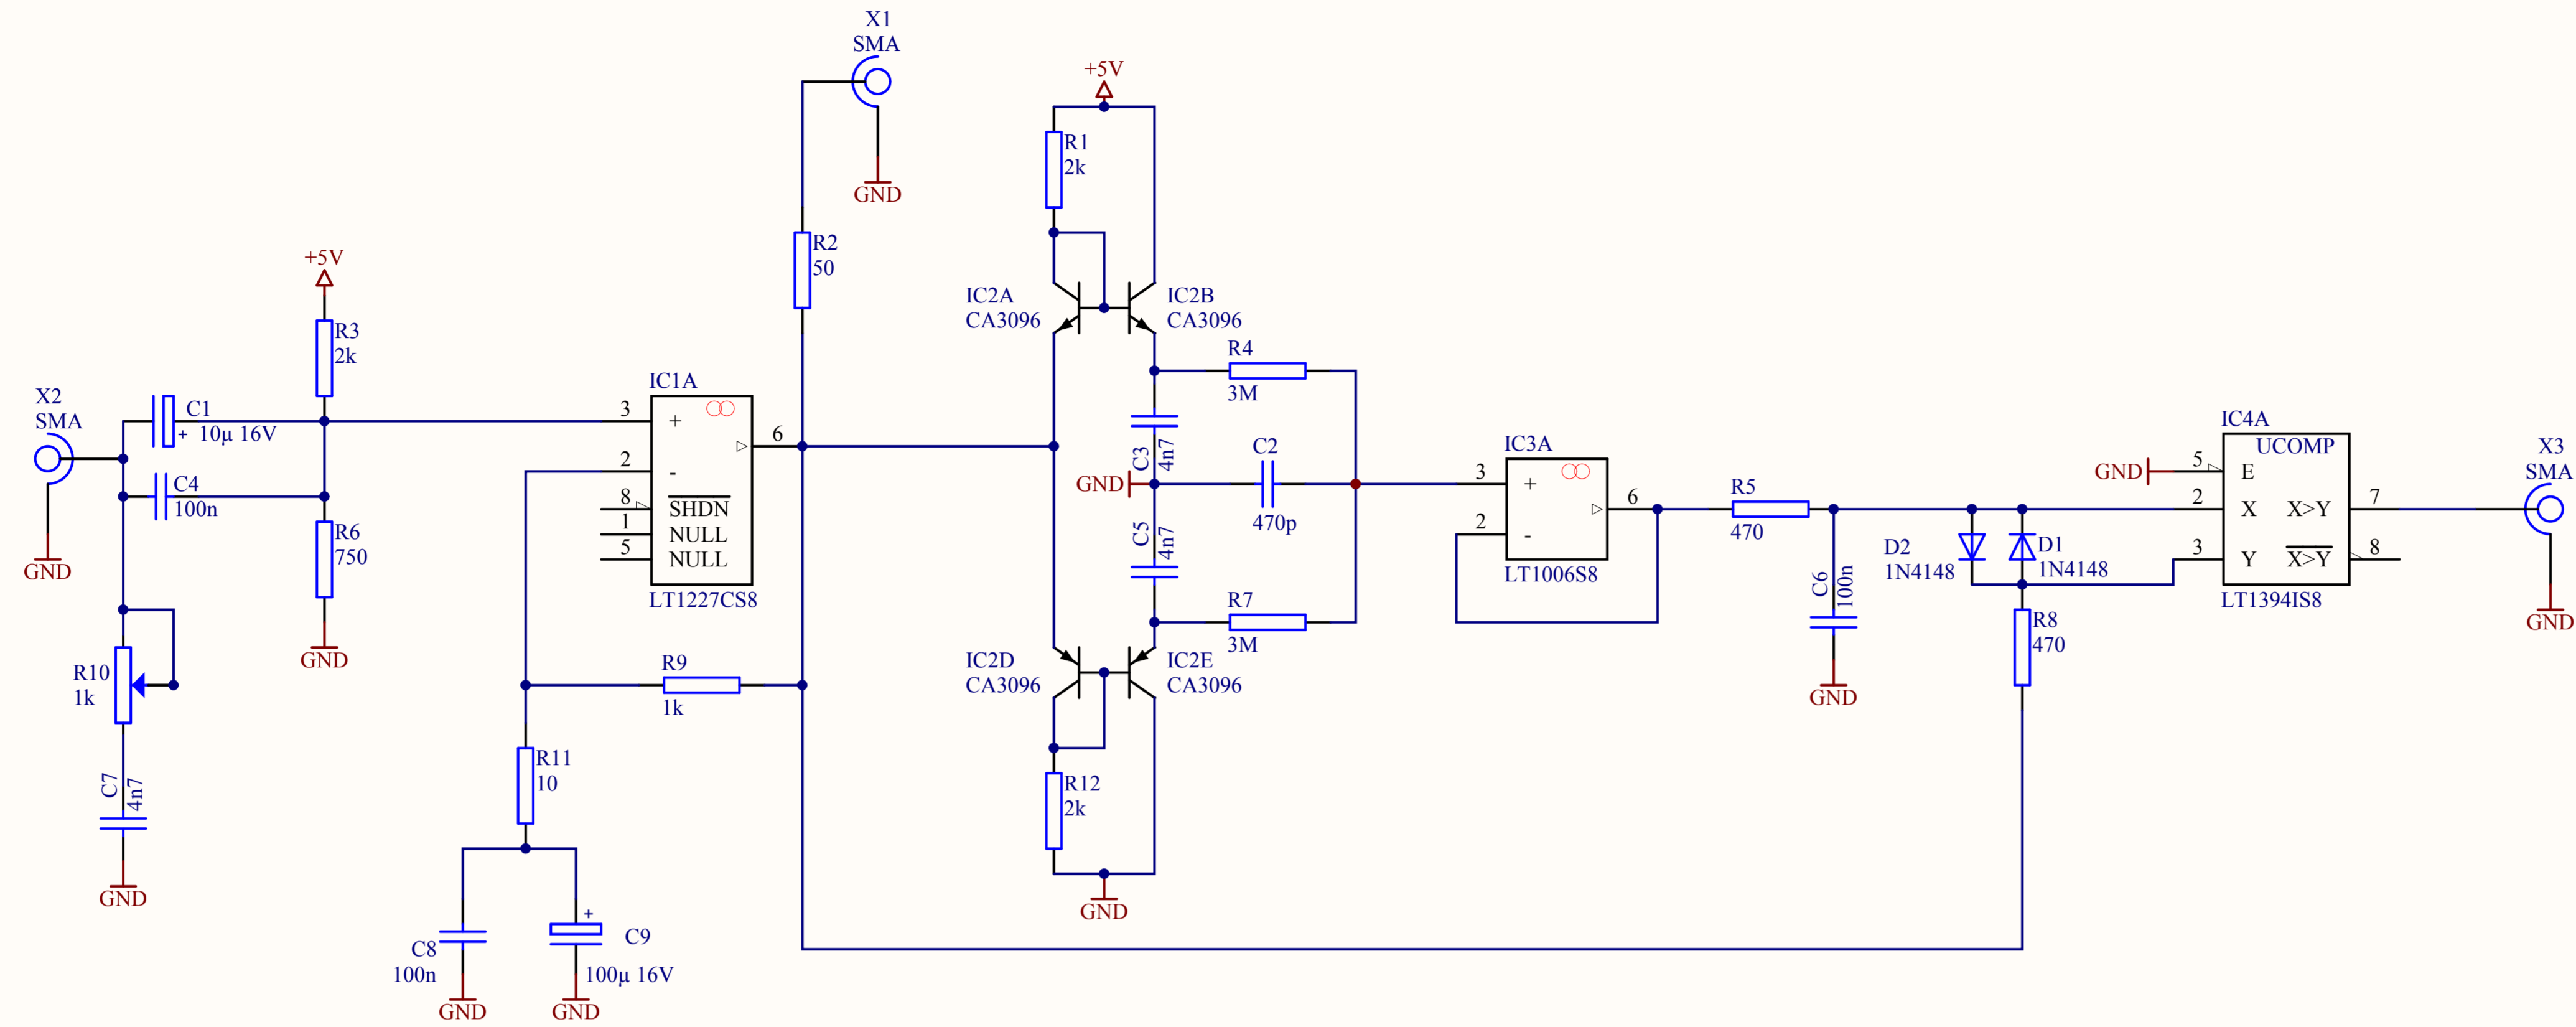 X1
SMA
+5V
R1
2k
GND
R2
50
+5V
R3
2k
IC2A
CA3096
IC2B
CA3096
R4
3M
X2
SMA
C1
+ 10µ 16V
IC1A
3
+
6
2
-
8
SHDN
1
NULL
5
NULL
LT1227CS8
C4
100n
R6
750
GND
GND
C3
4n7
GND
C2
470p
C5
4n7
IC3A
3
+
6
2
-
LT1006S8
R5
470
IC4A
UCOMP
GND
5
E
2
X
X>Y
7
3
Y
X>Y
8
LT1394IS8
X3
SMA
GND
D2
1N4148
D1
1N4148
C6
100n
GND
R8
470
R10
1k
R9
1k
IC2D
CA3096
IC2E
CA3096
R7
3M
C7
4n7
GND
R11
10
R12
2k
GND
C8
100n
GND
+
C9
100µ 16V
GND